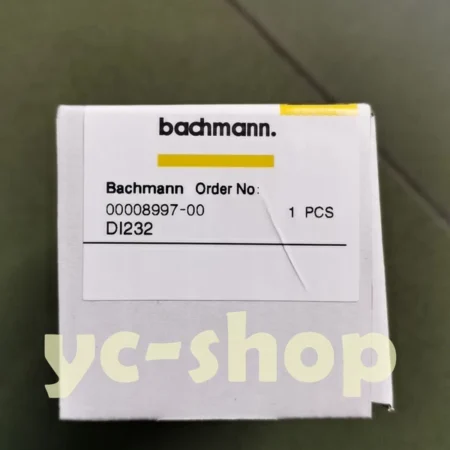 bachmann.
Bachmann Order No:
00008997-00 1 PCS
DI232
yc-shop